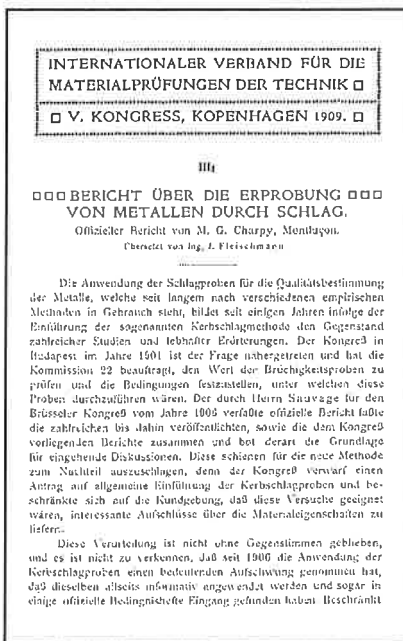 INTERNATIONALER VERBAND FÜR DIE
MATERIALPRÜFUNGEN DER TECHNIK □
□ V. KONGRESS, KOPENHAGEN 1909. □
III₁
□□□ BERICHT ÜBER DIE ERPROBUNG □□□
VON METALLEN DURCH SCHLAG.
Offizieller Bericht von M. G. Charpy, Montluçon.
Übersetzt von Ing. J. Fleischmann
Die Anwendung der Schlagproben für die Qualitätsbestimmung
der Metalle, welche seit langem nach verschiedenen empirischen
Methoden in Gebrauch steht, bildet seit einigen Jahren infolge der
Einführung der sogenannten Kerbschlagmethode den Gegenstand
zahlreicher Studien und lebhafter Erörterungen. Der Kongreß in
Budapest im Jahre 1901 ist der Frage nähergetreten und hat die
Kommission 22 beauftragt, den Wert der Brüchigkeitsproben zu
prüfen und die Bedingungen festzustellen, unter welchen diese
Proben durchzuführen wären. Der durch Herrn Sauvage für den
Brüsseler Kongreß vom Jahre 1906 verfaßte offizielle Bericht faßte
die zahlreichen bis dahin veröffentlichten, sowie die dem Kongreß
vorliegenden Berichte zusammen und bot derart die Grundlage
für eingehende Diskussionen. Diese schienen für die neue Methode
zum Nachteil auszuschlagen, denn der Kongreß verwarf einen
Antrag auf allgemeine Einführung der Kerbschlagproben und be-
schränkte sich auf die Kundgebung, daß diese Versuche geeignet
wären, interessante Aufschlüsse über die Materialeigenschaften zu
liefern.
Diese Verurteilung ist nicht ohne Gegenstimmen geblieben,
und es ist nicht zu verkennen, daß seit 1906 die Anwendung der
Kerbschlagproben einen bedeutenden Aufschwung genommen hat,
daß dieselben allseits informativ angewendet werden und sogar in
einige offizielle Bedingnishefte Eingang gefunden haben. Beschränkt